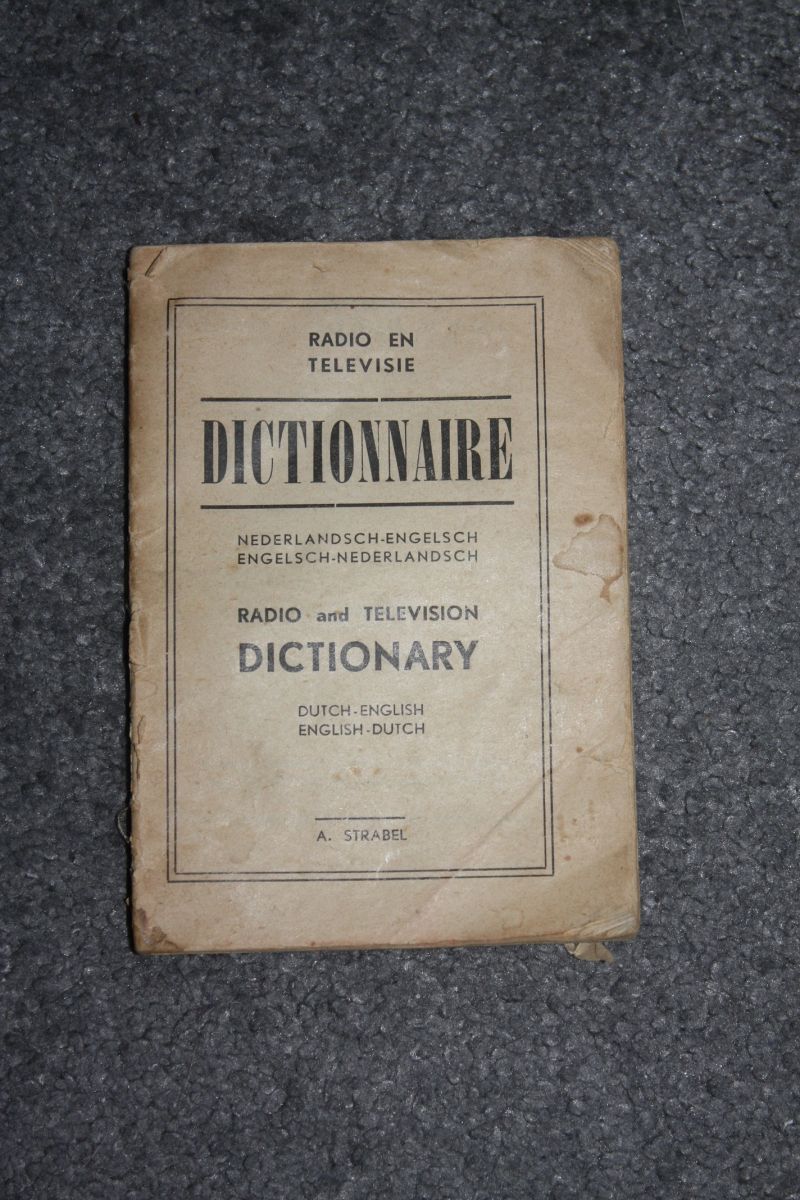 RADIO EN
TELEVISIE
DICTIONNAIRE
NEDERLANDSCH-ENGELSCH
ENGELSCH-NEDERLANDSCH
RADIO and TELEVISION
DICTIONARY
DUTCH-ENGLISH
ENGLISH-DUTCH
A. STRABEL